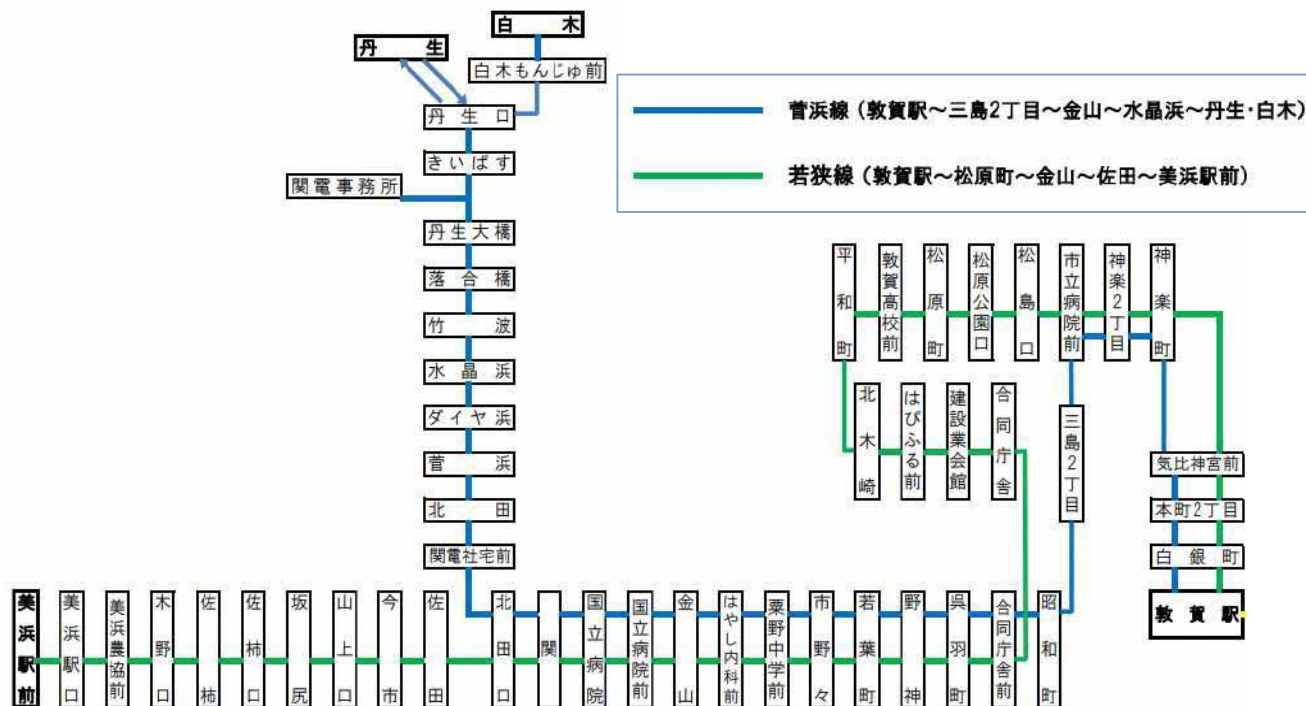 白木
丹生
白木もんじゅ前
丹生口
きいぱす
関電事務所
丹生大橋
落合橋
竹波
水晶浜
ダイヤ浜
菅浜
北田
関電社宅前
菅浜線（敦賀駅～三島2丁目～金山～水晶浜～丹生・白木）
若狭線（敦賀駅～松原町～金山～佐田～美浜駅前）
平和町
敦賀高校前
松原町
松原公園口
松島口
市立病院前
神楽2丁目
神楽町
北木崎
はぴふる前
建設業会館
合同庁舎
三島2丁目
気比神宮前
本町2丁目
白銀町
敦賀駅
美浜駅前
美浜駅口
美浜農協前
木野口
佐柿
佐柿口
坂尻
山上口
今市
佐田
北田口
関
国立病院
国立病院前
金山
はやし内科前
粟野中学前
市野々
若葉町
野神
呉羽町
合同庁舎前
昭和町